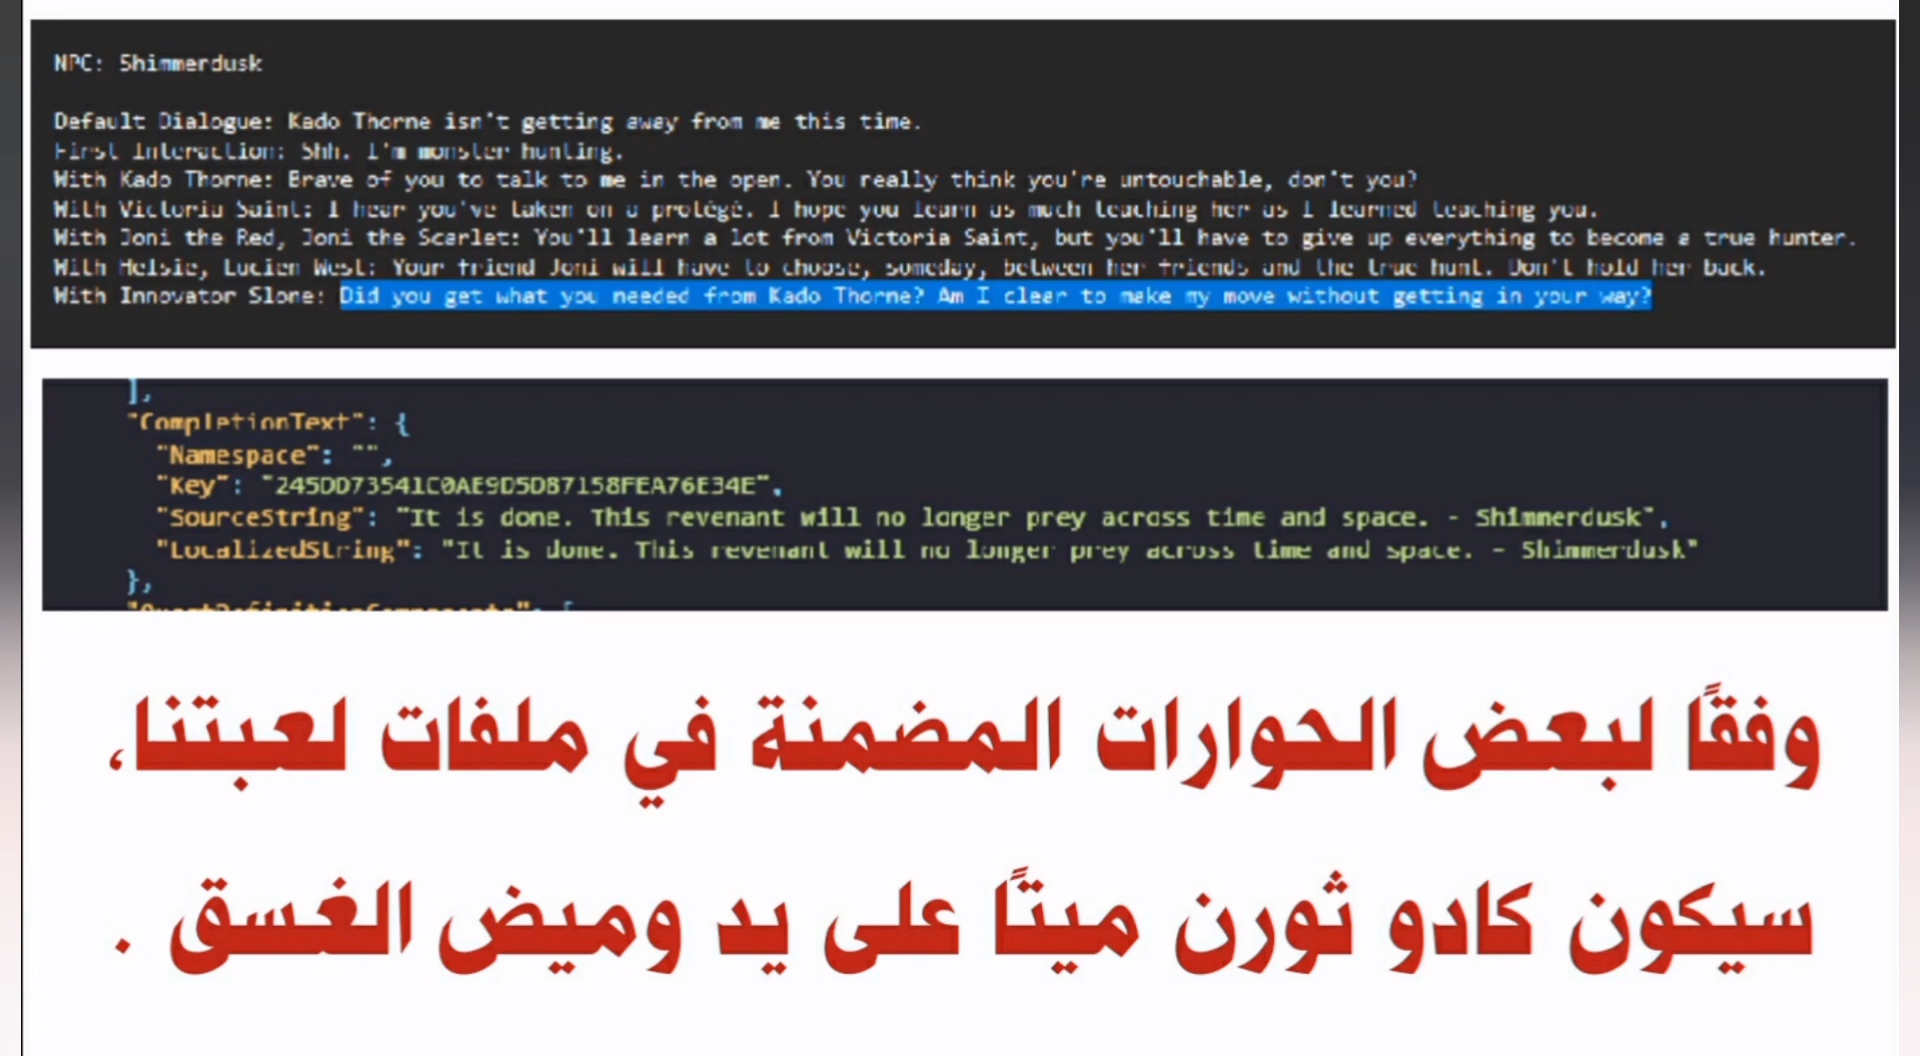 NPC: Shimmerdusk
Default Dialogue: Kado Thorne isn't getting away from me this time.
First Interaction: Shh. I'm monster hunting.
With Kado Thorne: Brave of you to talk to me in the open. You really think you're untouchable, don't you?
With Victoria Saint: I hear you've taken on a protégé. I hope you learn as much teaching her as I learned teaching you.
With Joni the Red, Joni the Scarlet: You'll learn a lot from Victoria Saint, but you'll have to give up everything to become a true hunter.
With Helsie, Lucien West: Your friend Joni will have to choose, someday, between her friends and the true hunt. Don't hold her back.
With Innovator Slone: Did you get what you needed from Kado Thorne? Am I clear to make my move without getting in your way?
],
"CompletionText": {
"Namespace": "",
"Key": "245DD73541C0AE9D5D87158FEA76E34E",
"SourceString": "It is done. This revenant will no longer prey across time and space. - Shimmerdusk",
"LocalizedString": "It is done. This revenant will no longer prey across time and space. - Shimmerdusk"
},
"QuestDefinitionComponents": [
وفقًا لبعض الحوارات المضمنة في ملفات لعبتنا،
سيكون كادو ثورن ميتًا على يد وميض الغسق .